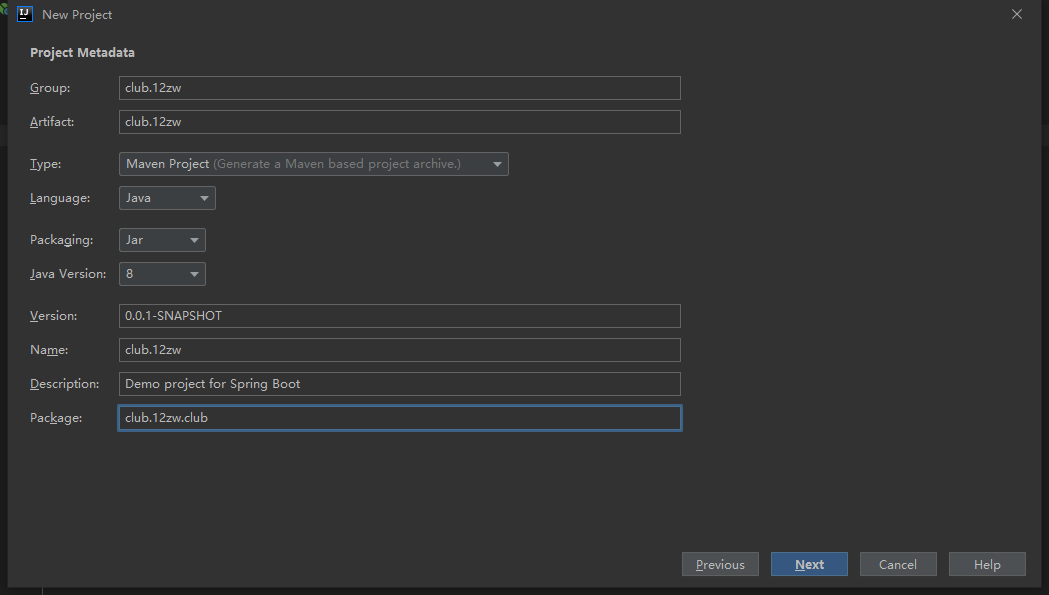 New Project
Project Metadata
Group: club.12zw
Artifact: club.12zw
Type: Maven Project (Generate a Maven based project archive.)
Language: Java
Packaging: Jar
Java Version: 8
Version: 0.0.1-SNAPSHOT
Name: club.12zw
Description: Demo project for Spring Boot
Package: club.12zw.club
Previous Next Cancel Help